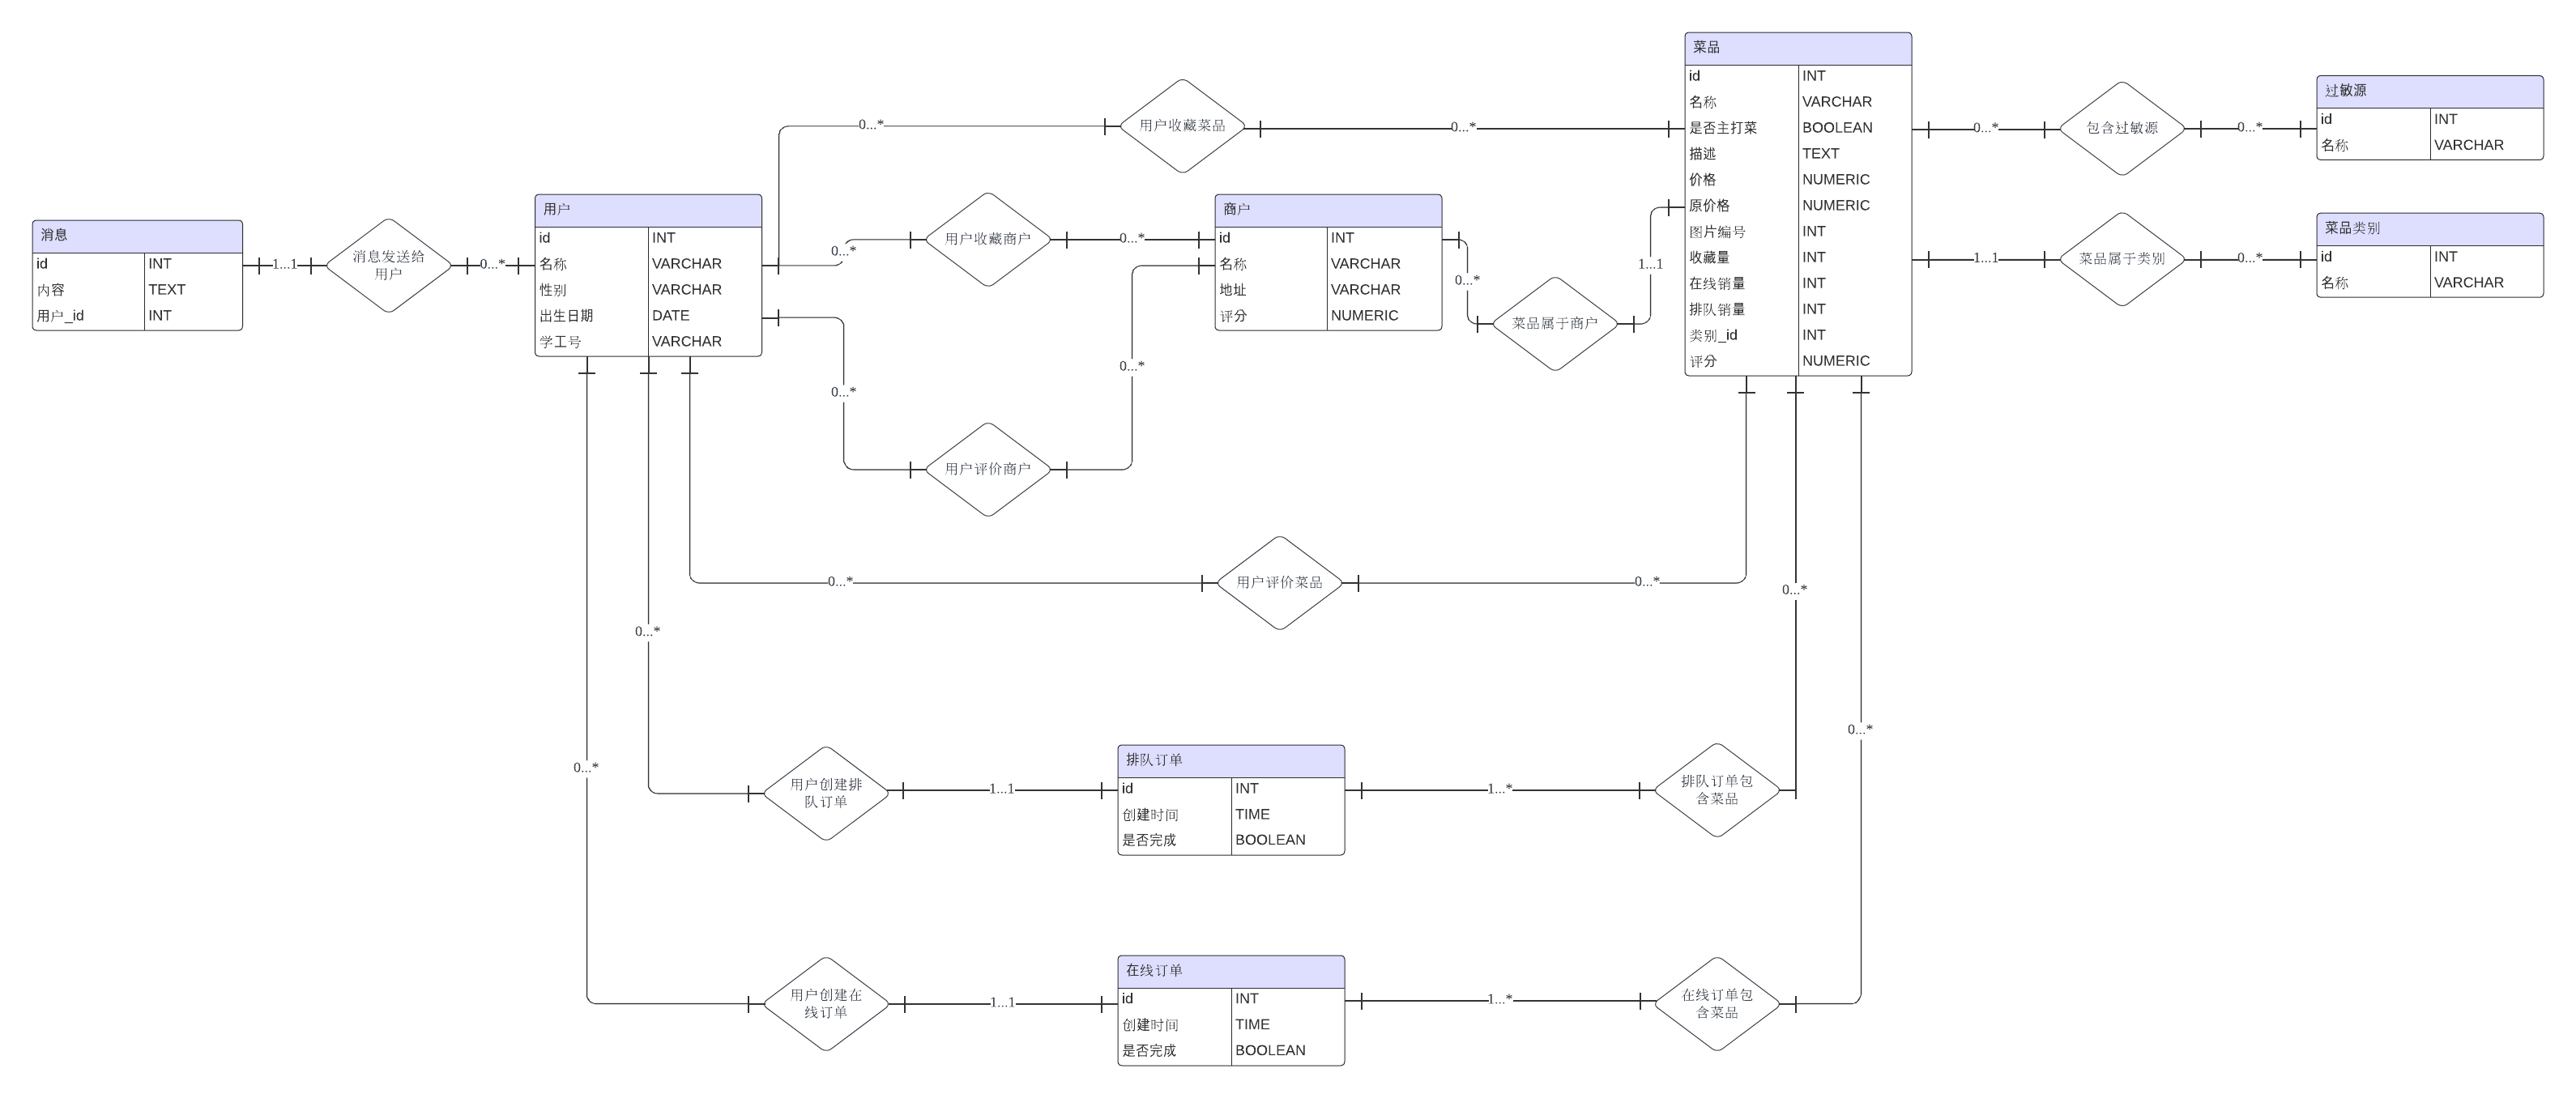 消息
id INT
内容 TEXT
用户_id INT
1...1
消息发送给
用户
0...*
用户
id INT
名称 VARCHAR
性别 VARCHAR
出生日期 DATE
学工号 VARCHAR
0...*
用户收藏菜品
0...*
0...*
用户收藏商户
0...*
商户
id INT
名称 VARCHAR
地址 VARCHAR
评分 NUMERIC
0...*
用户评价商户
0...*
0...*
菜品属于商户
1...1
菜品
id INT
名称 VARCHAR
是否主打菜 BOOLEAN
描述 TEXT
价格 NUMERIC
原价格 NUMERIC
图片编号 INT
收藏量 INT
在线销量 INT
排队销量 INT
类别_id INT
评分 NUMERIC
0...*
包含过敏源
0...*
过敏源
id INT
名称 VARCHAR
1...1
菜品属于类别
0...*
菜品类别
id INT
名称 VARCHAR
0...*
用户评价菜品
0...*
0...*
用户创建排
队订单
1...1
排队订单
id INT
创建时间 TIME
是否完成 BOOLEAN
1...*
排队订单包
含菜品
0...*
0...*
用户创建在
线订单
1...1
在线订单
id INT
创建时间 TIME
是否完成 BOOLEAN
1...*
在线订单包
含菜品
0...*